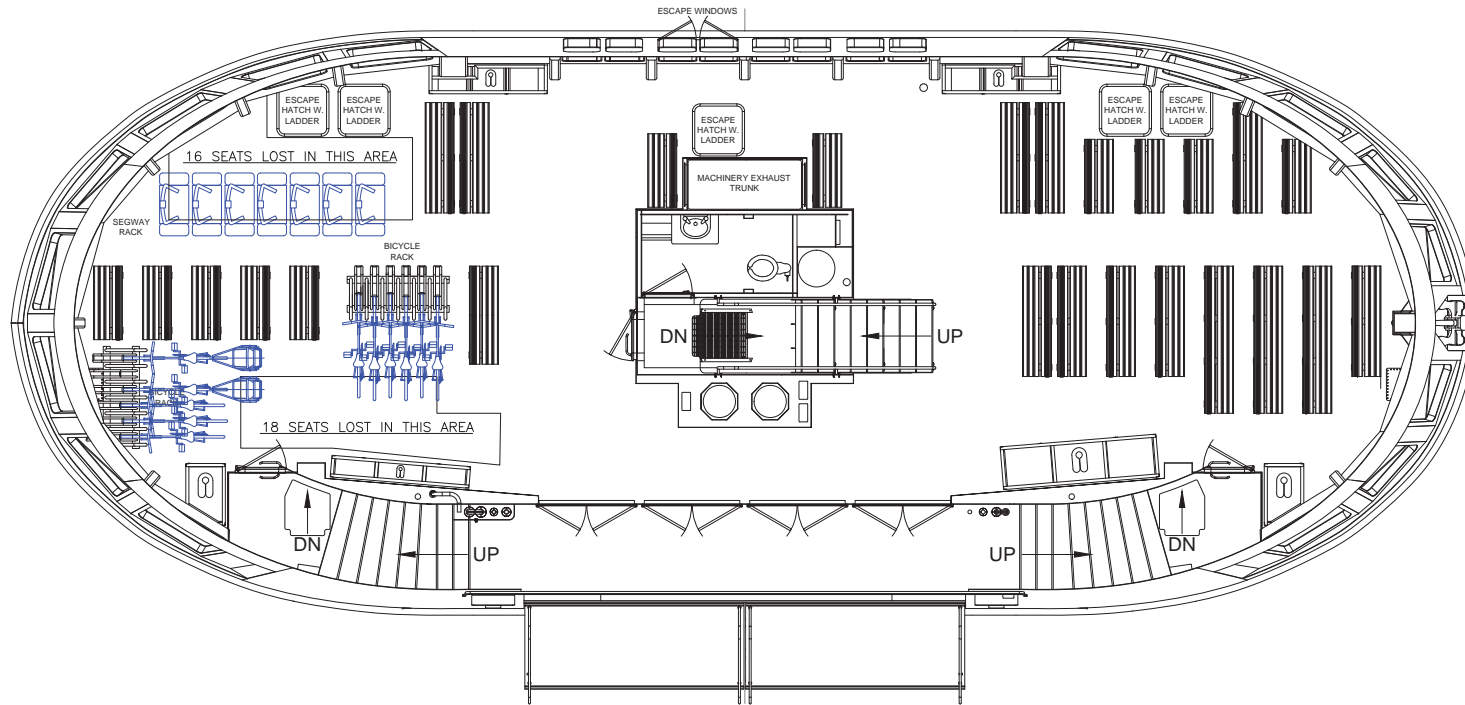 ESCAPE WINDOWS
ESCAPE
HATCH W.
LADDER
ESCAPE
HATCH W.
LADDER
ESCAPE
HATCH W.
LADDER
ESCAPE
HATCH W.
LADDER
ESCAPE
HATCH W.
LADDER
16 SEATS LOST IN THIS AREA
MACHINERY EXHAUST
TRUNK
SEGWAY
RACK
BICYCLE
RACK
DN
UP
BICYCLE
RACK
18 SEATS LOST IN THIS AREA
DN
UP
UP
DN